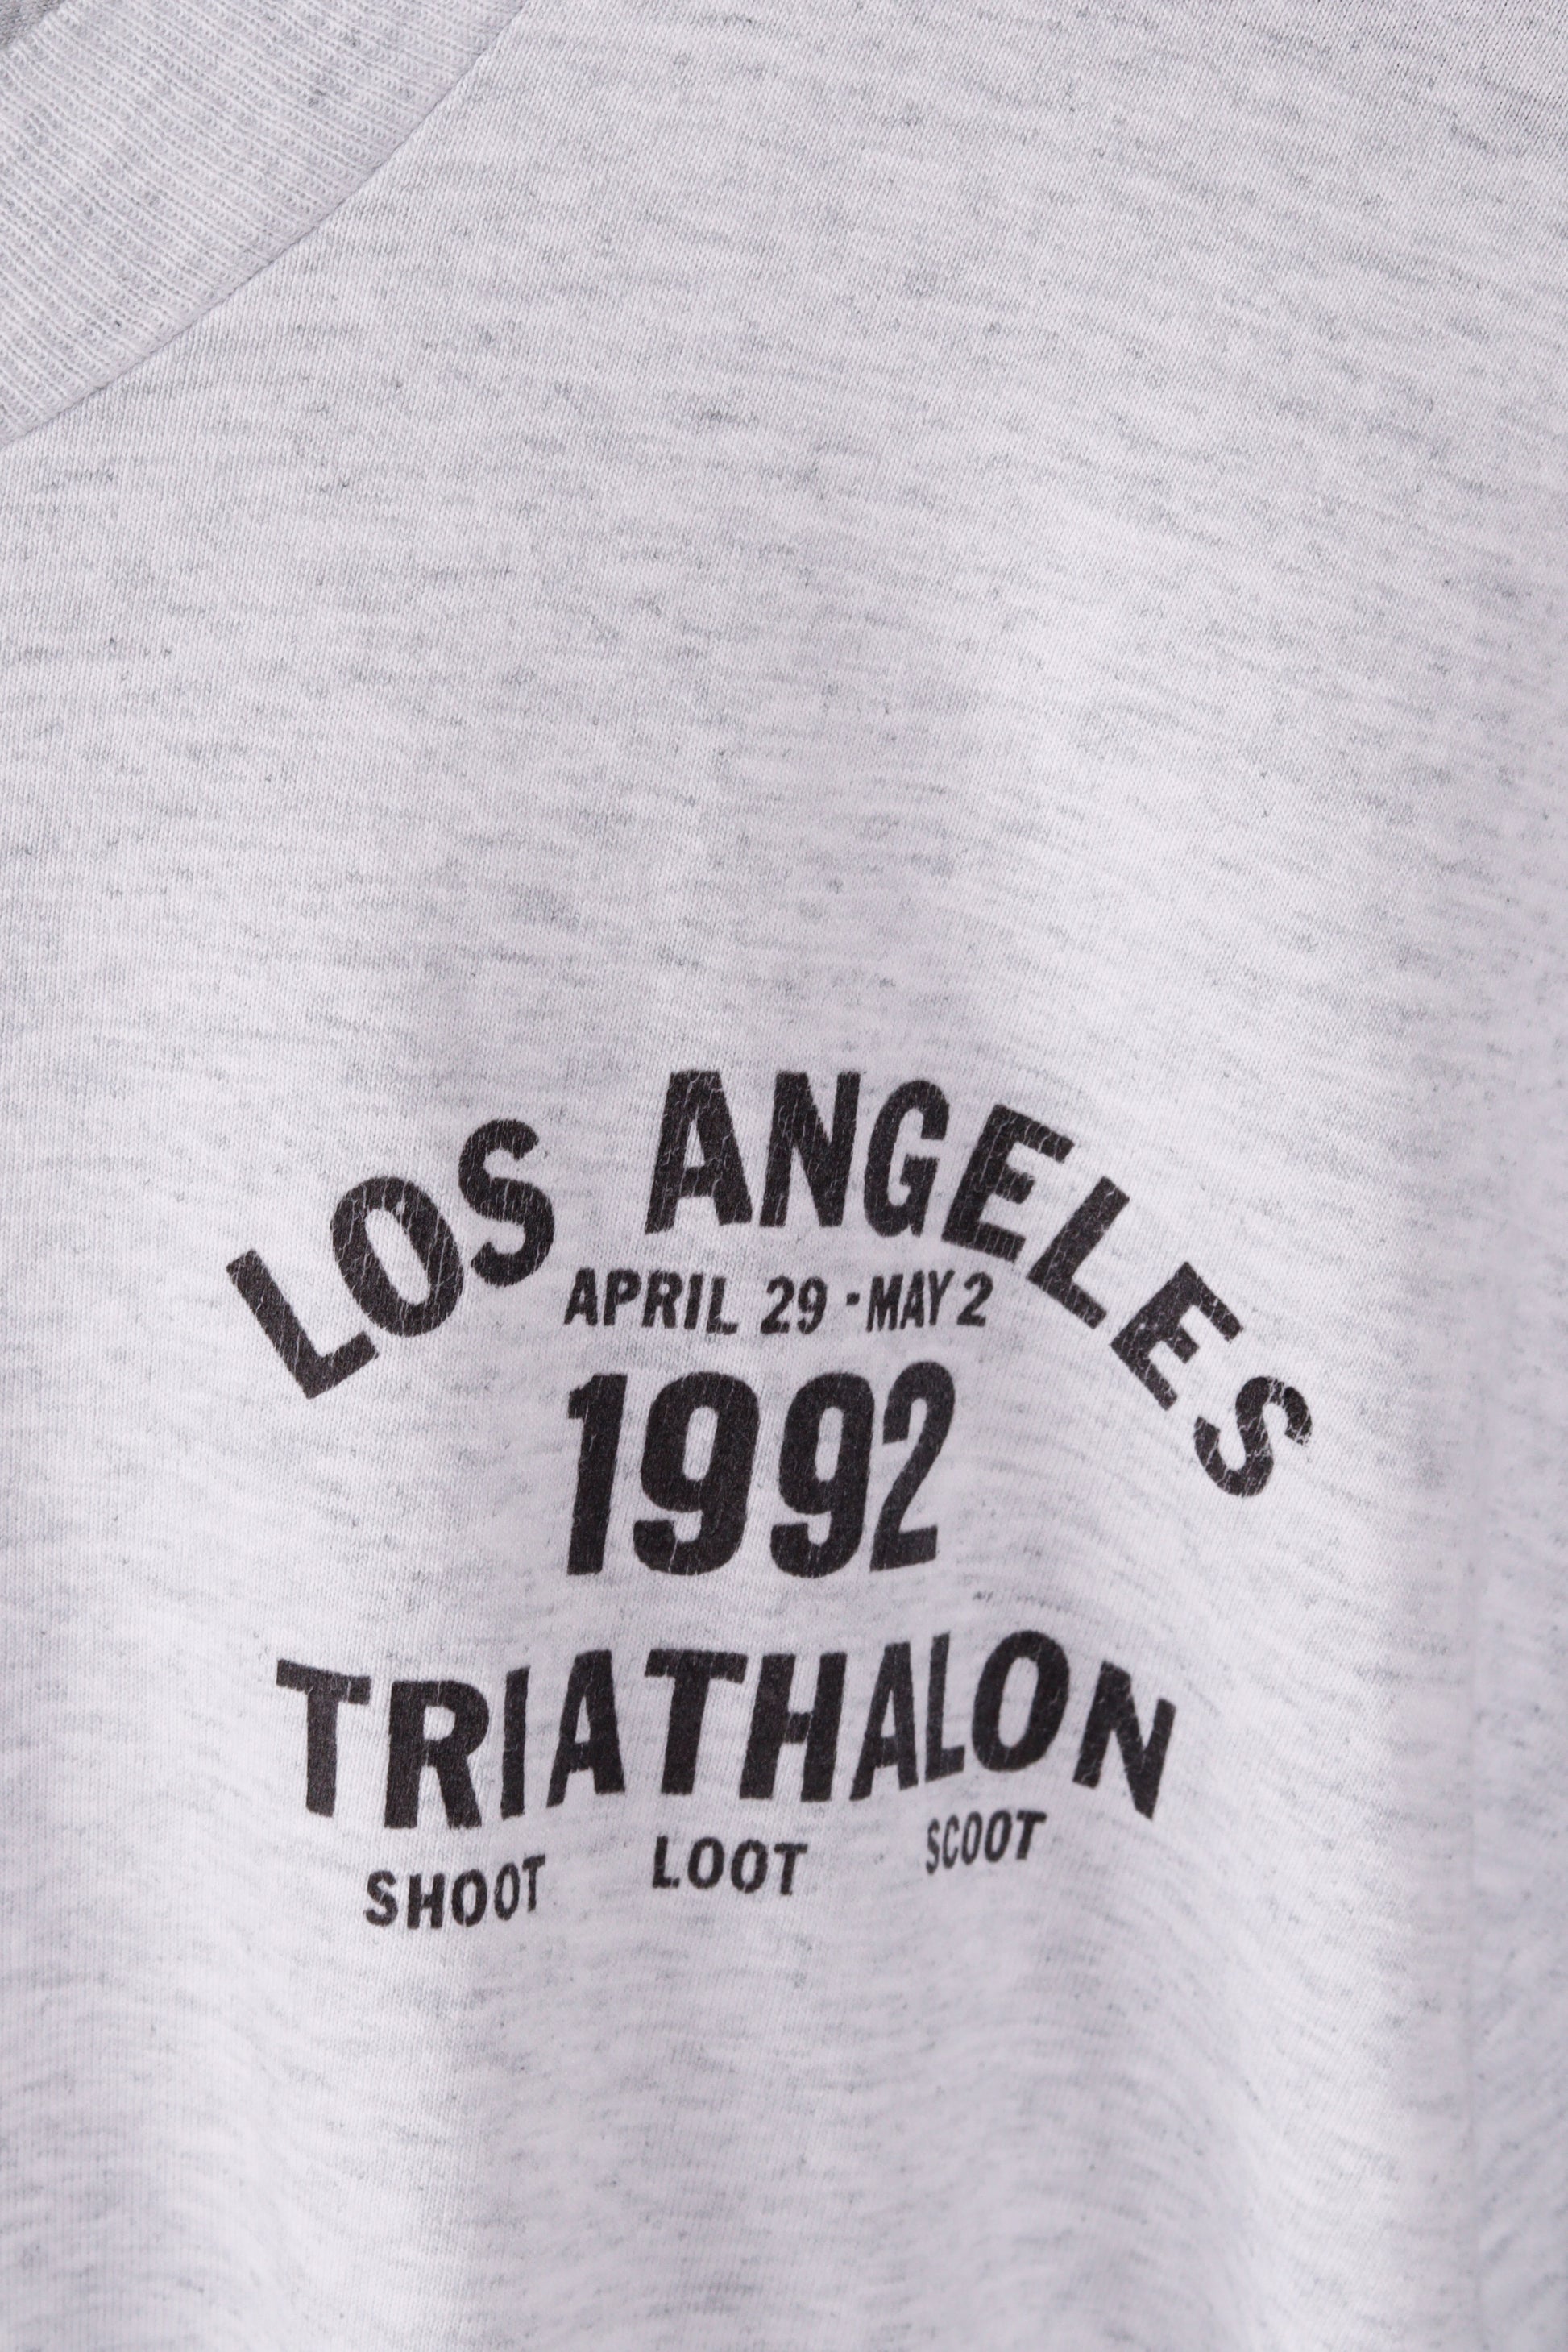 LOS ANGELES
APRIL 29 - MAY 2
1992
TRIATHALON
SHOOT LOOT SCOOT